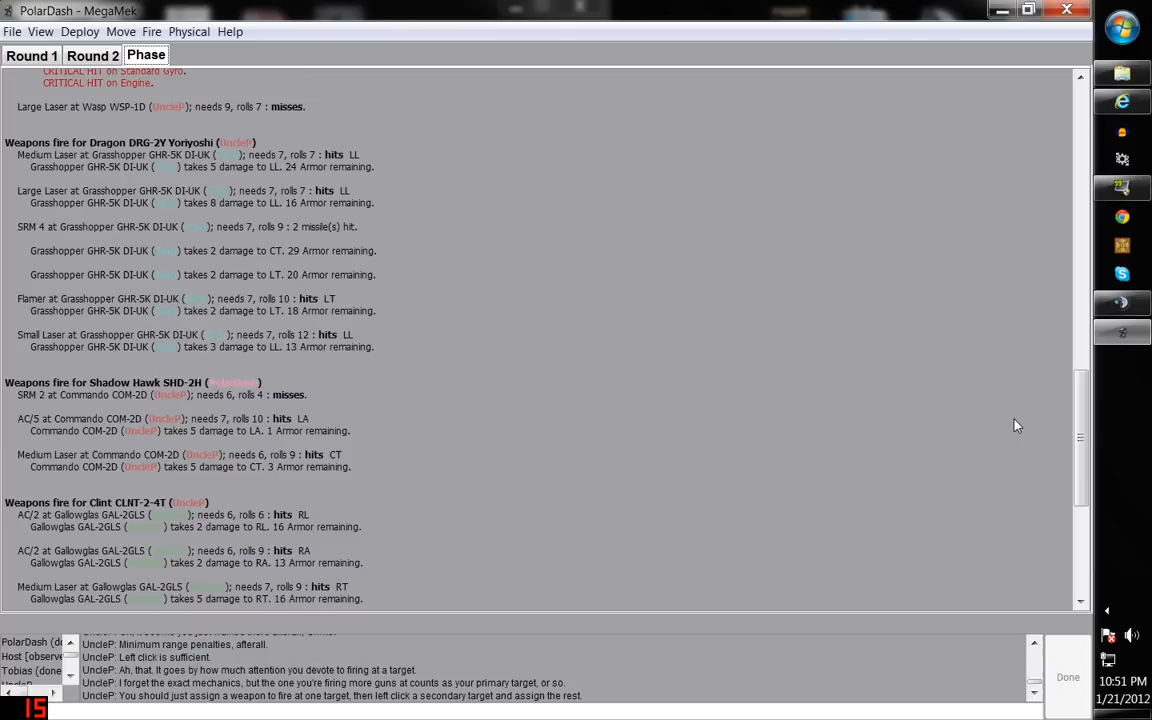 PolarDash - MegaMek
File View Deploy Move Fire Physical Help
Round 1 Round 2 Phase
CRITICAL HIT on Standard Gyro.
CRITICAL HIT on Engine.
Large Laser at Wasp WSP-1D (UncleP); needs 9, rolls 7 : misses.
Weapons fire for Dragon DRG-2Y Yoriyoshi (UncleP)
Medium Laser at Grasshopper GHR-5K DI-UK ( ); needs 7, rolls 7 : hits LL
Grasshopper GHR-5K DI-UK ( ) takes 5 damage to LL. 24 Armor remaining.
Large Laser at Grasshopper GHR-5K DI-UK ( ); needs 7, rolls 7 : hits LL
Grasshopper GHR-5K DI-UK ( ) takes 8 damage to LL. 16 Armor remaining.
SRM 4 at Grasshopper GHR-5K DI-UK ( ); needs 7, rolls 9 : 2 missile(s) hit.
Grasshopper GHR-5K DI-UK ( ) takes 2 damage to CT. 29 Armor remaining.
Grasshopper GHR-5K DI-UK ( ) takes 2 damage to LT. 20 Armor remaining.
Flamer at Grasshopper GHR-5K DI-UK ( ); needs 7, rolls 10 : hits LT
Grasshopper GHR-5K DI-UK ( ) takes 2 damage to LT. 18 Armor remaining.
Small Laser at Grasshopper GHR-5K DI-UK ( ); needs 7, rolls 12 : hits LL
Grasshopper GHR-5K DI-UK ( ) takes 3 damage to LL. 13 Armor remaining.
Weapons fire for Shadow Hawk SHD-2H (PolarDash)
SRM 2 at Commando COM-2D (UncleP); needs 6, rolls 4 : misses.
AC/5 at Commando COM-2D (UncleP); needs 7, rolls 10 : hits LA
Commando COM-2D (UncleP) takes 5 damage to LA. 1 Armor remaining.
Medium Laser at Commando COM-2D (UncleP); needs 6, rolls 9 : hits CT
Commando COM-2D (UncleP) takes 5 damage to CT. 3 Armor remaining.
Weapons fire for Clint CLNT-2-4T (UncleP)
AC/2 at Gallowglas GAL-2GLS ( ); needs 6, rolls 6 : hits RL
Gallowglas GAL-2GLS ( ) takes 2 damage to RL. 16 Armor remaining.
AC/2 at Gallowglas GAL-2GLS ( ); needs 6, rolls 9 : hits RA
Gallowglas GAL-2GLS ( ) takes 2 damage to RA. 13 Armor remaining.
Medium Laser at Gallowglas GAL-2GLS ( ); needs 7, rolls 9 : hits RT
Gallowglas GAL-2GLS ( ) takes 5 damage to RT. 16 Armor remaining.
PolarDash (do
Host [observe
Tobias (done
UncleP: Minimum range penalties, afterall.
UncleP: Left click is sufficient.
UncleP: Ah, that. It goes by how much attention you devote to firing at a target.
UncleP: I forget the exact mechanics, but the one you're firing more guns at counts as your primary target, or so.
UncleP: You should just assign a weapon to fire at one target, then left click a secondary target and assign the rest.
Done
15
10:51 PM
1/21/2012